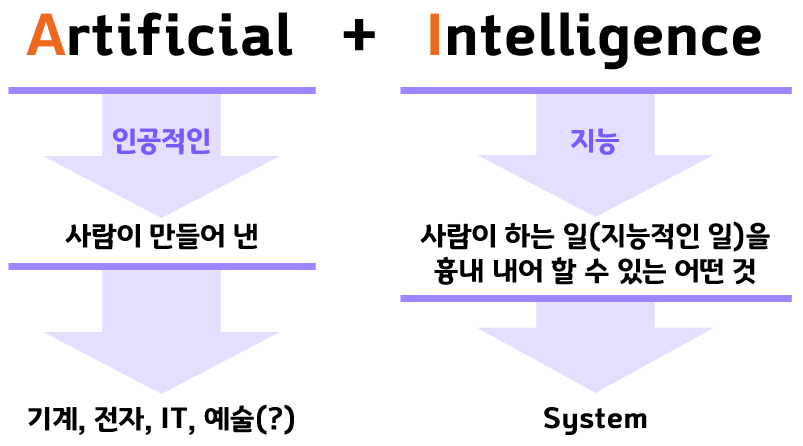 Artificial + Intelligence
인공적인
지능
사람이 만들어 낸
사람이 하는 일(지능적인 일)을
흉내 내어 할 수 있는 어떤 것
기계, 전자, IT, 예술(?)
System